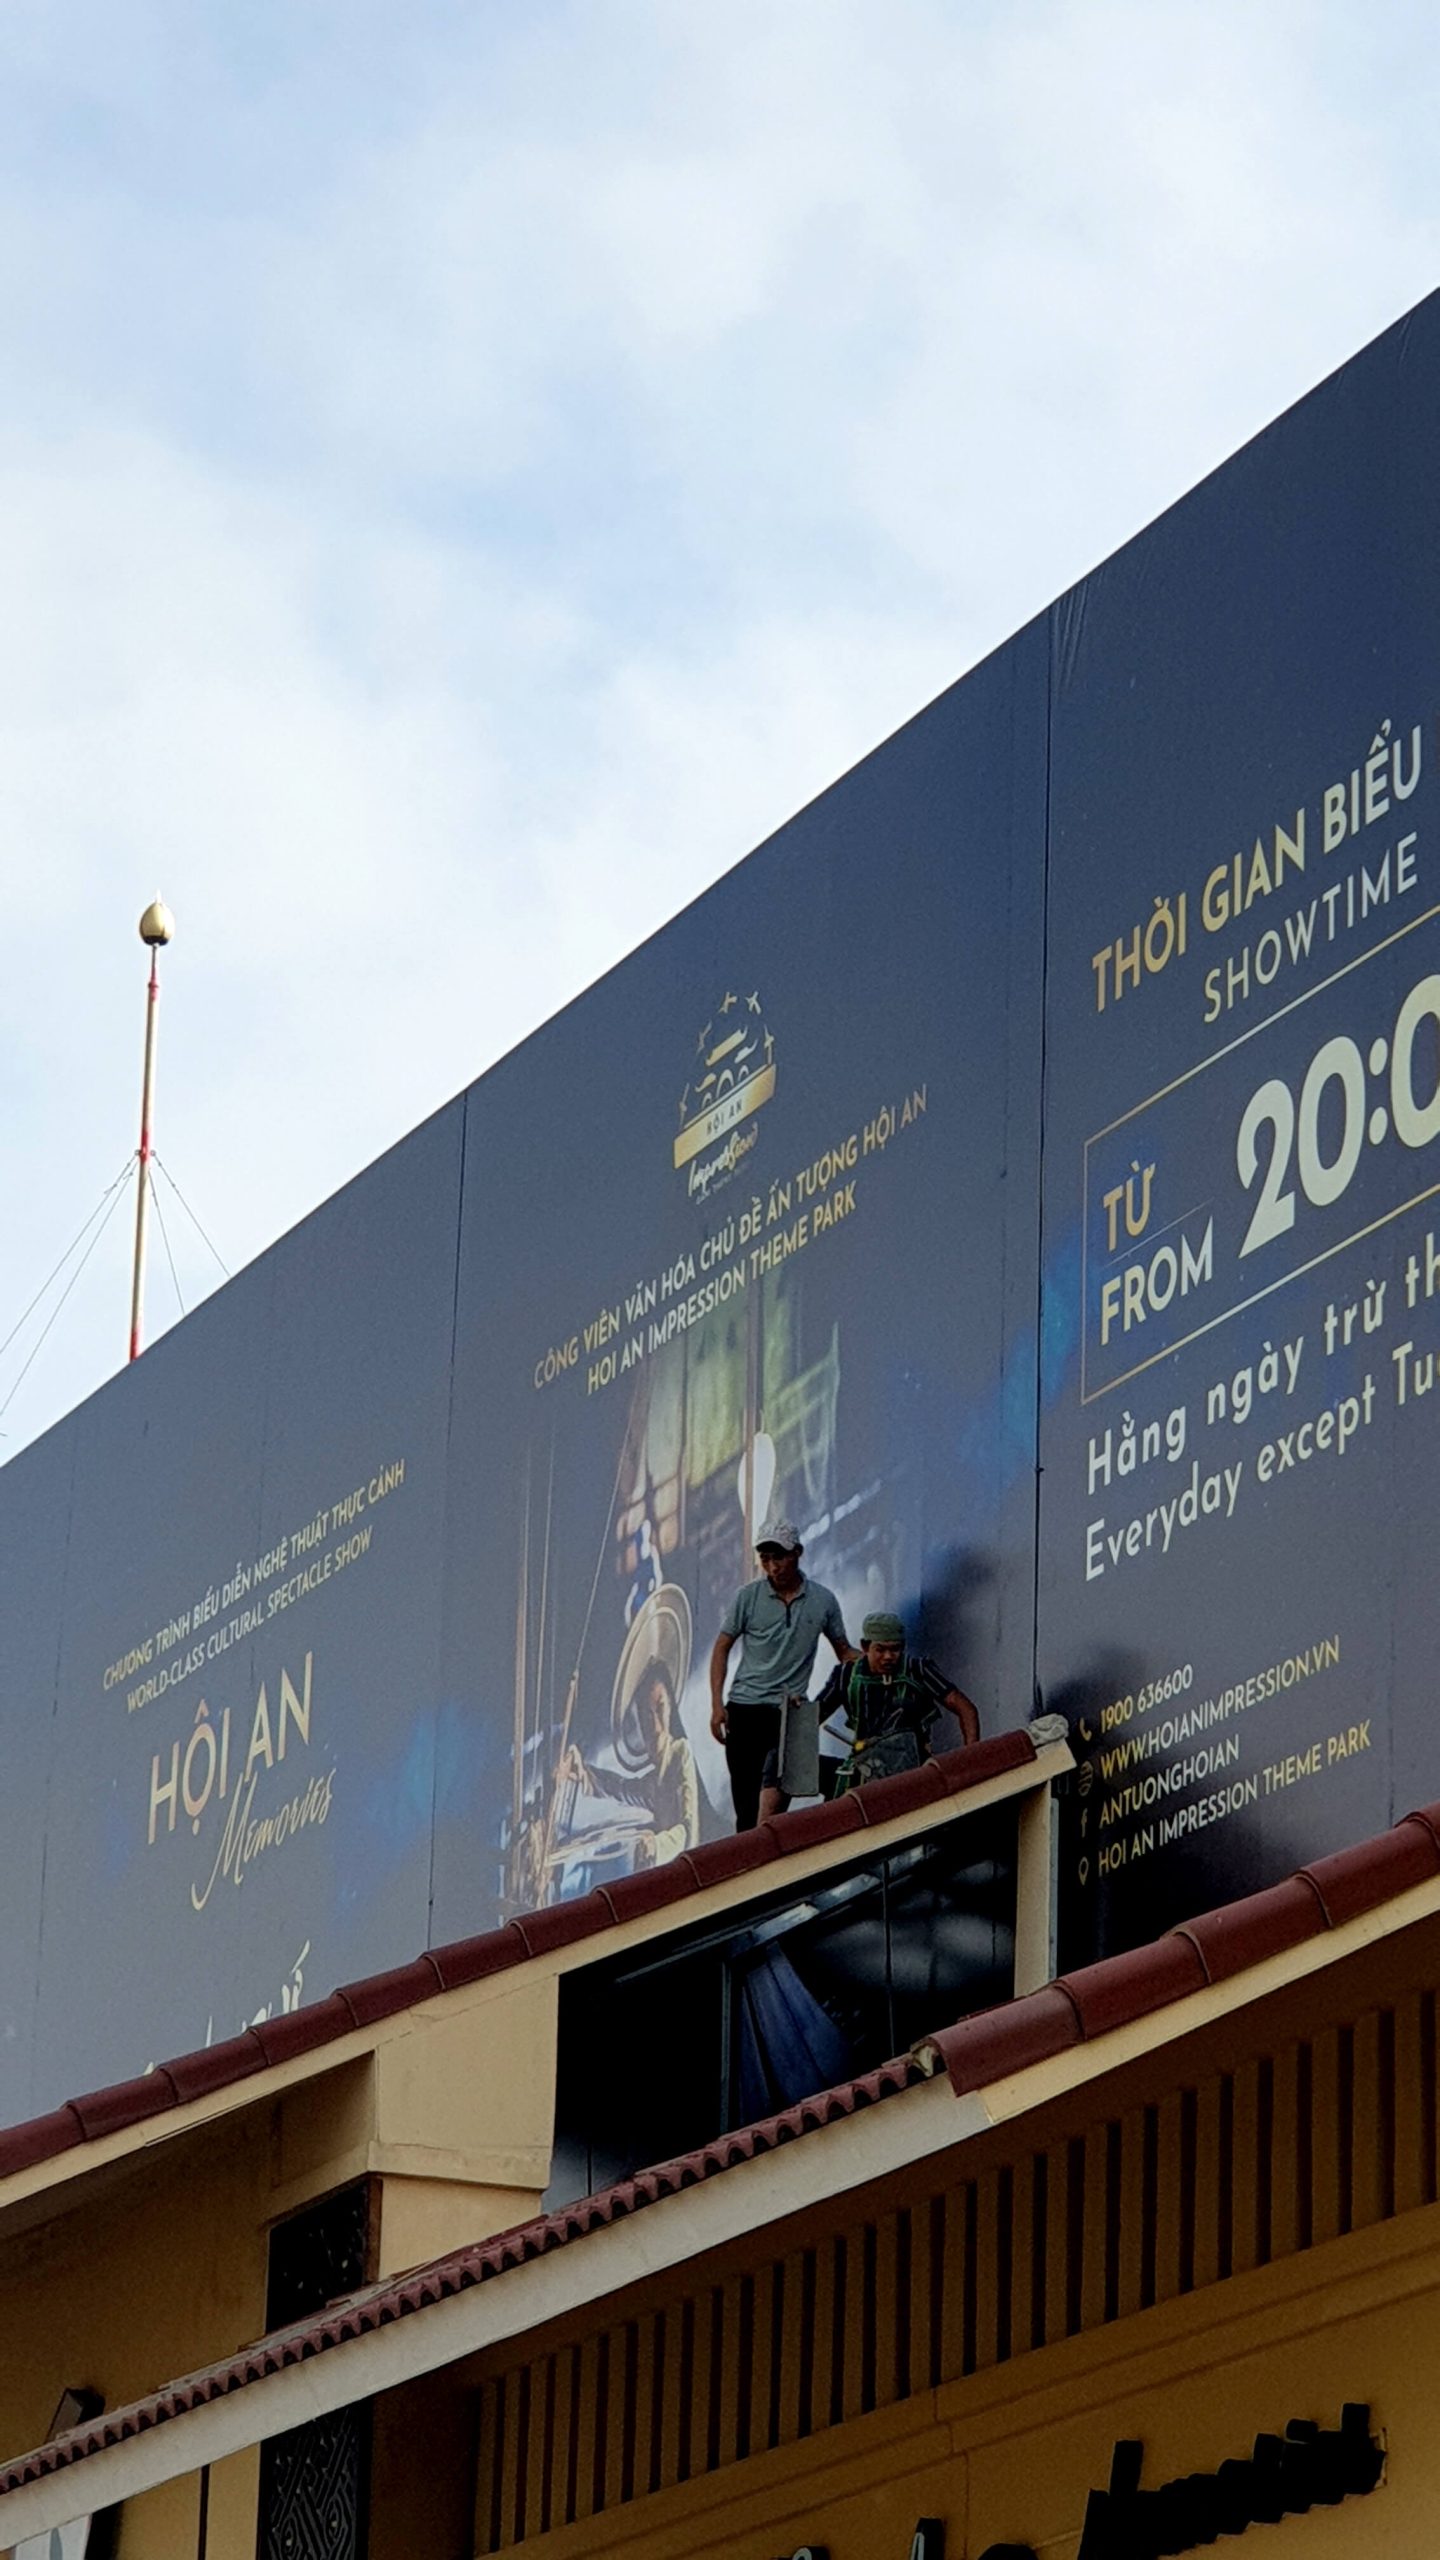 CHƯƠNG TRÌNH BIỂU DIỄN NGHỆ THUẬT THỰC CẢNH
WORLD-CLASS CULTURAL SPECTACLE SHOW
HỘI AN
Memories
HỘI AN
Impression
CÔNG VIÊN VĂN HÓA CHỦ ĐỀ ẤN TƯỢNG HỘI AN
HOI AN IMPRESSION THEME PARK
THỜI GIAN BIỂU
SHOWTIME
TỪ
FROM
20:0
Hằng ngày trừ th
Everyday except Tu
1900 636600
WWW.HOIANIMPRESSION.VN
ANTUONGHOIAN
HOI AN IMPRESSION THEME PARK